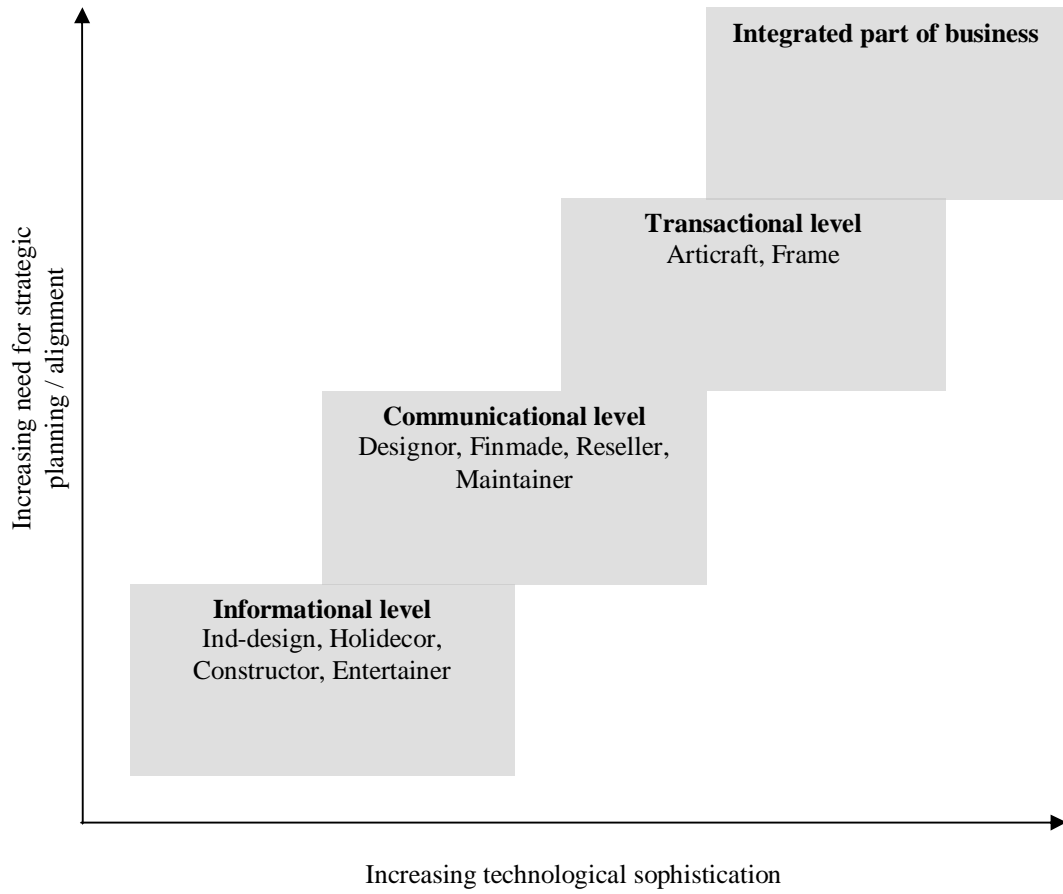 Integrated part of business
Transactional level
Articraft, Frame
Increasing need for strategic
planning / alignment
Communicational level
Designor, Finmade, Reseller,
Maintainer
Informational level
Ind-design, Holidecor,
Constructor, Entertainer
Increasing technological sophistication